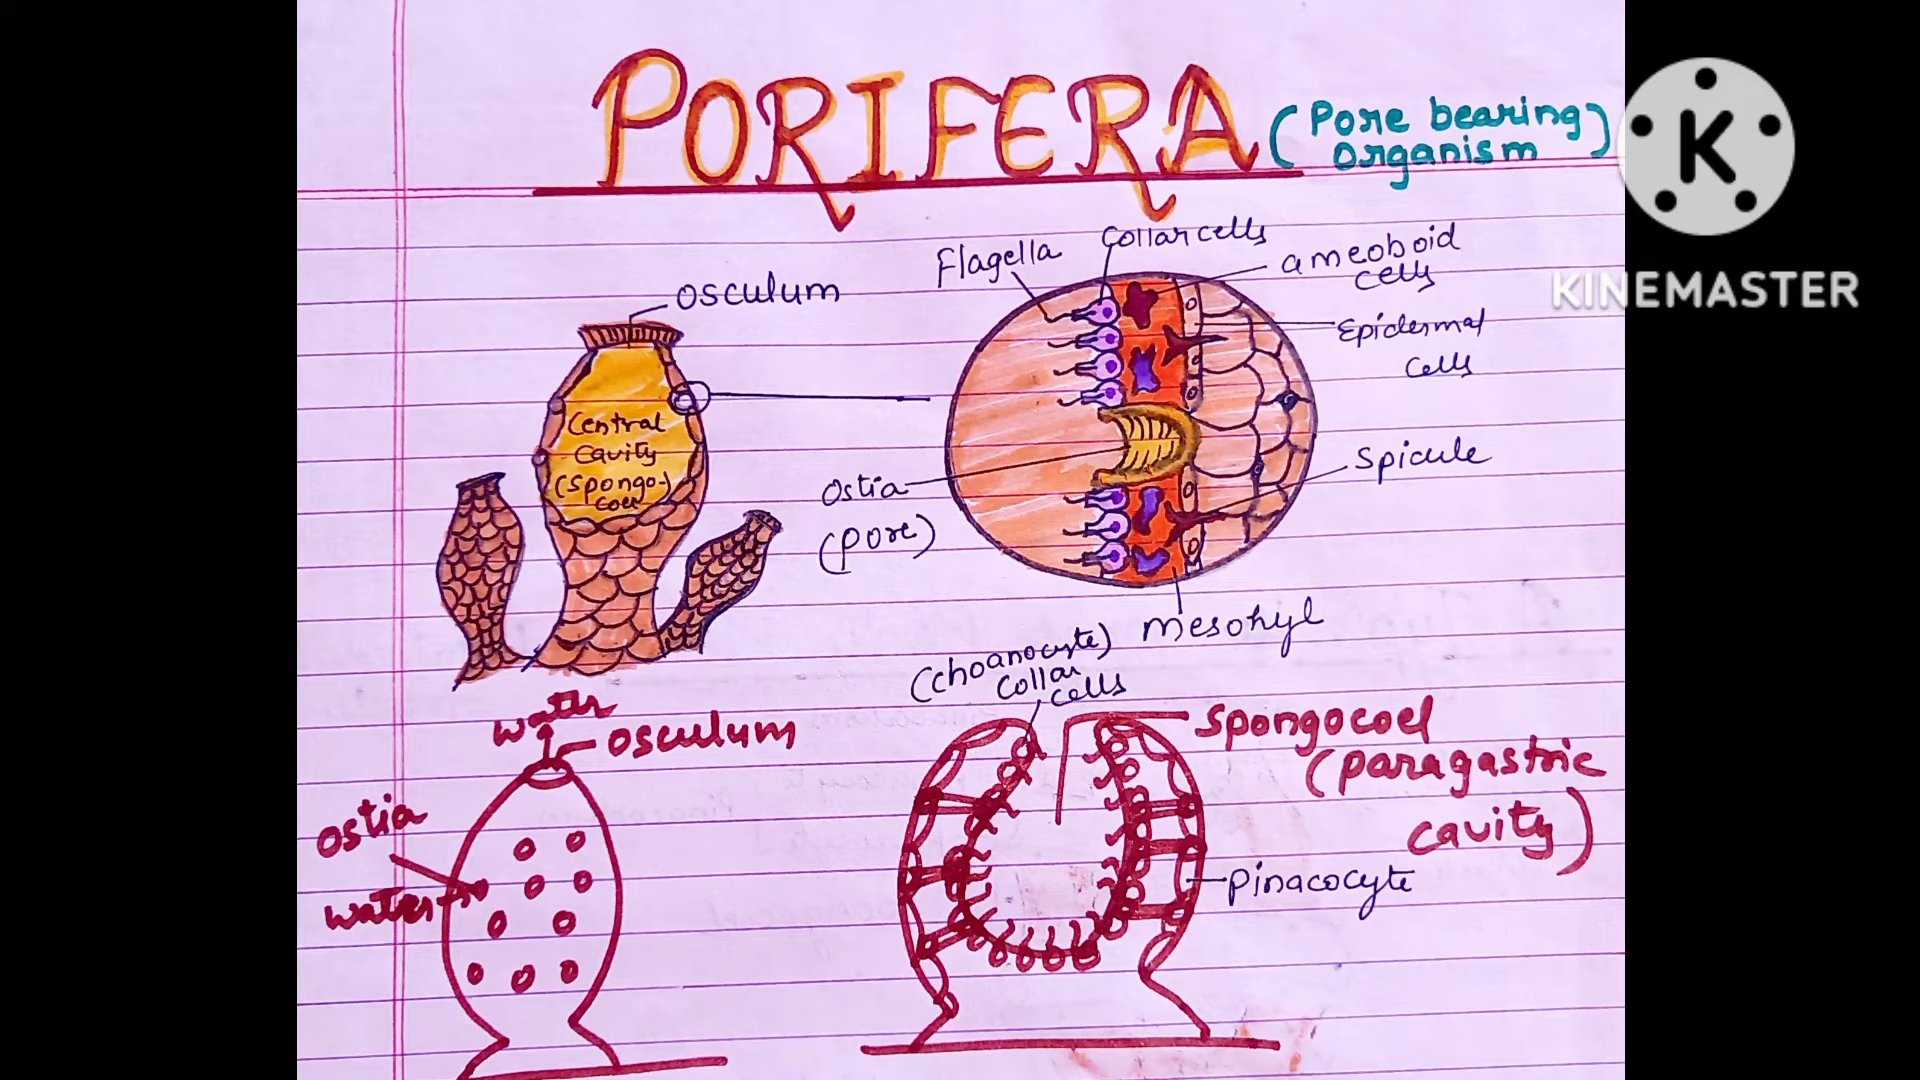 PORIFERA
(Pore bearing
organism)
K
KINEMASTER
Flagella
Collar cells
ameoboid
cells
Epidermal
cells
Osculum
Central
Cavity
(Spongo-)
coel
Spicule
Ostia
(pore)
Mesohyl
(choanocyte)
Collar
cells
water
osculum
ostia
water
Spongocoel
(paragastric
cavity)
pinacocyte